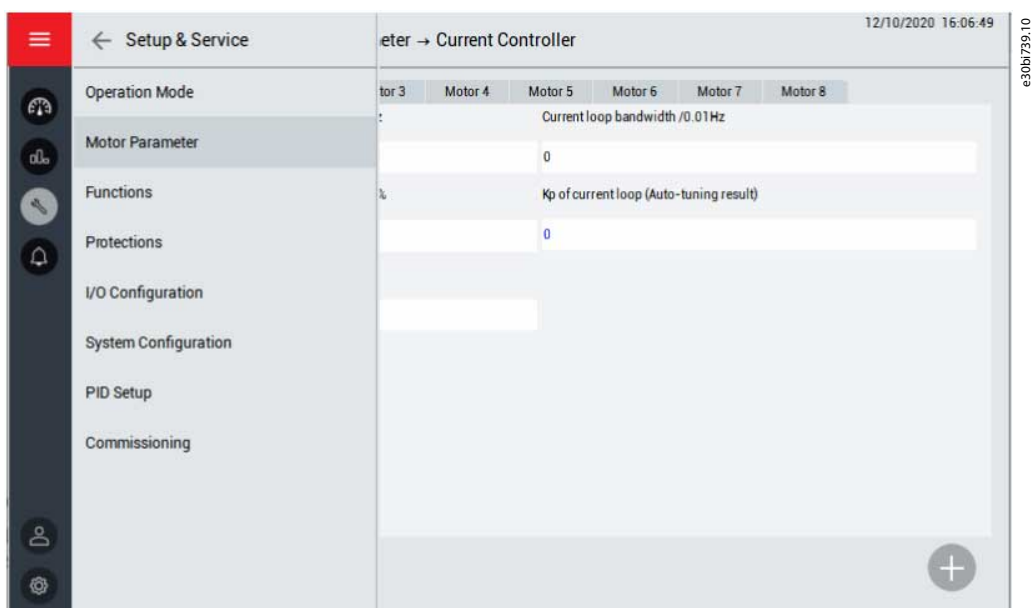 12/10/2020 16:06:49
e30bi739.10
Setup & Service
eter → Current Controller
Operation Mode
tor 3 Motor 4 Motor 5 Motor 6 Motor 7 Motor 8
Current loop bandwidth /0.01Hz
Motor Parameter
0
Functions
% Kp of current loop (Auto-tuning result)
Protections
0
I/O Configuration
System Configuration
PID Setup
Commissioning